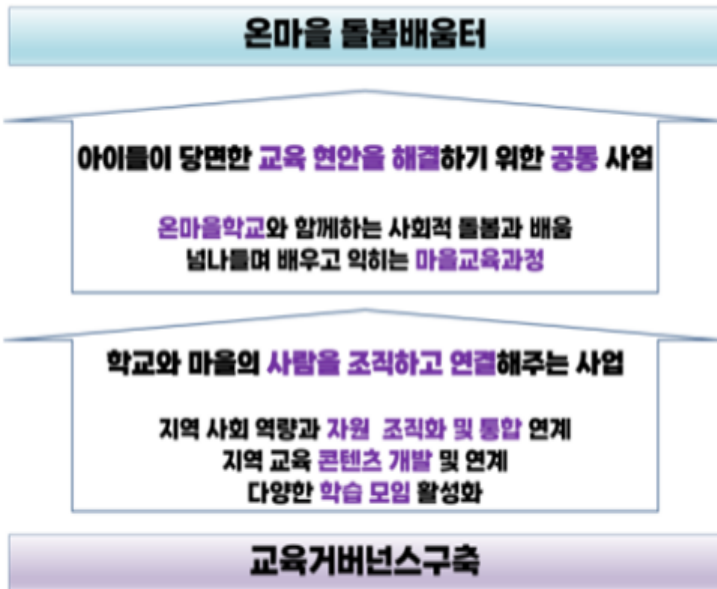 온마을 돌봄배움터
아이들이 당면한 교육 현안을 해결하기 위한 공동 사업
온마을학교와 함께하는 사회적 돌봄과 배움
넘나들며 배우고 익히는 마을교육과정
학교와 마을의 사람을 조직하고 연결해주는 사업
지역 사회 역량과 자원 조직화 및 통합 연계
지역 교육 콘텐츠 개발 및 연계
다양한 학습 모임 활성화
교육거버넌스구축